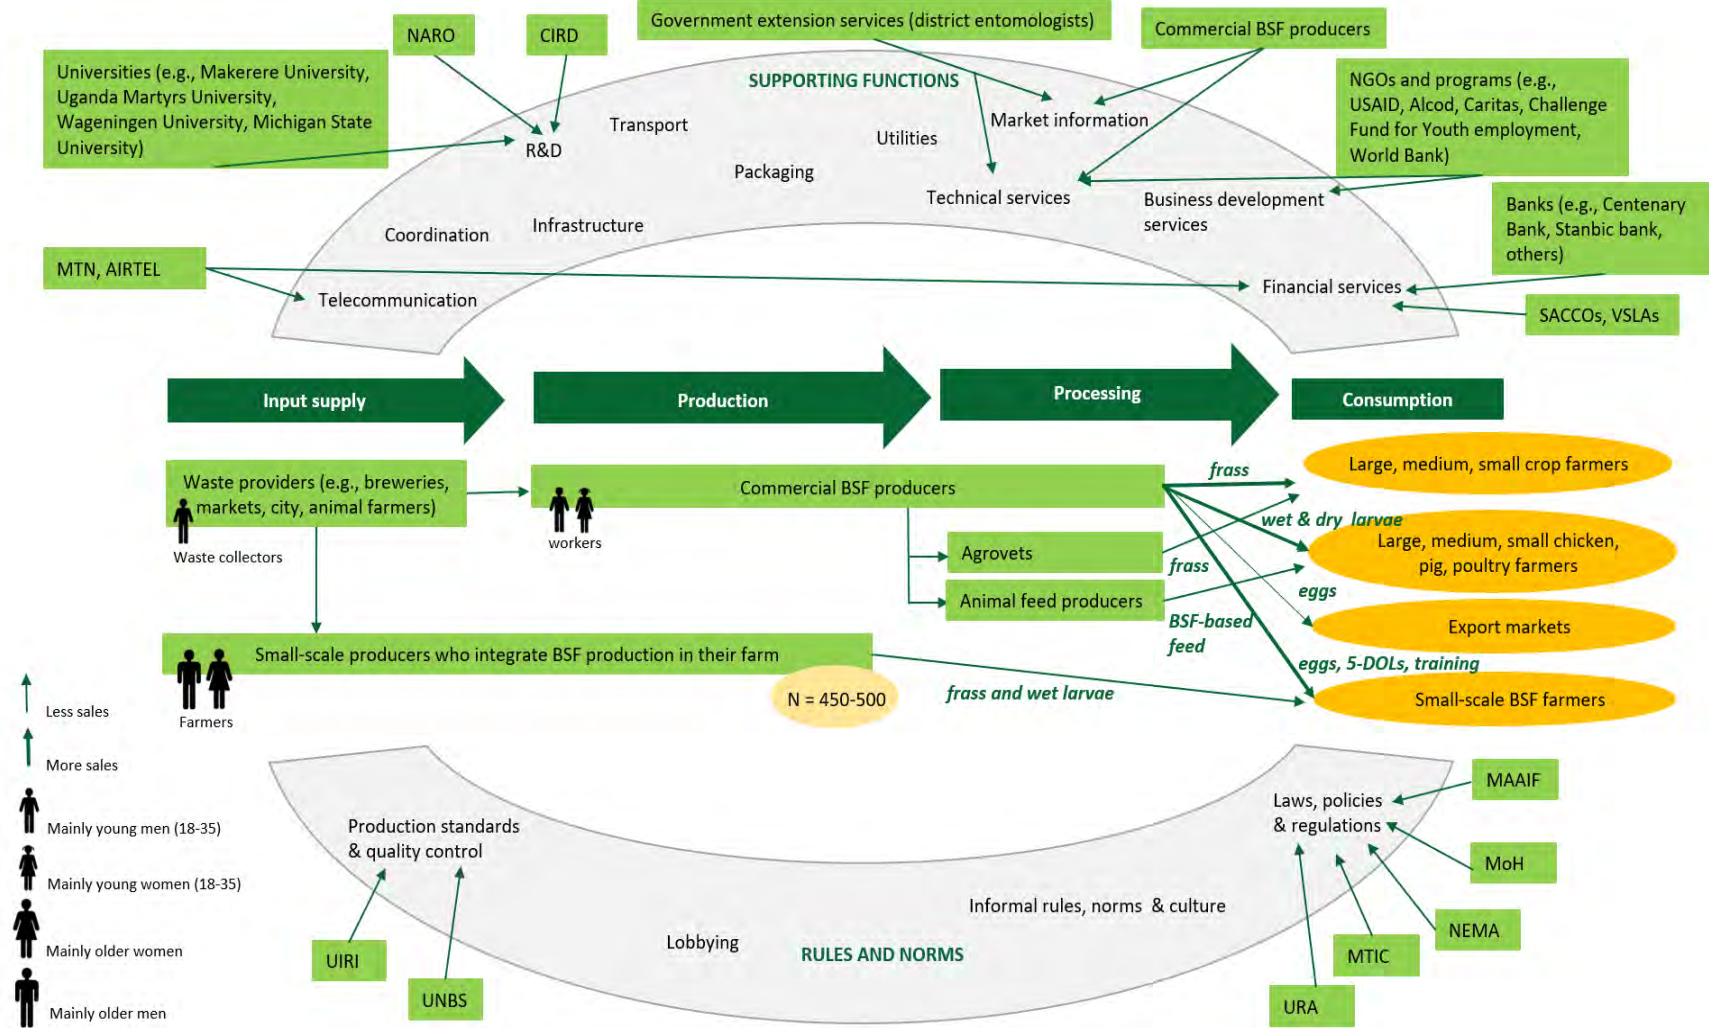 NARO
CIRD
Government extension services (district entomologists)
Commercial BSF producers
Universities (e.g., Makerere University,
Uganda Martyrs University,
Wageningen University, Michigan State
University)
NGOs and programs (e.g.,
USAID, Alcod, Caritas, Challenge
Fund for Youth employment,
World Bank)
SUPPORTING FUNCTIONS
Transport
Utilities
Market information
R&D
Packaging
Technical services
Business development
services
Banks (e.g., Centenary
Bank, Stanbic bank,
others)
Coordination
Infrastructure
MTN, AIRTEL
Telecommunication
Financial services
SACCOs, VSLAs
Input supply
Production
Processing
Consumption
Waste providers (e.g., breweries,
markets, city, animal farmers)
Waste collectors
Commercial BSF producers
workers
frass
Large, medium, small crop farmers
wet & dry larvae
Large, medium, small chicken,
pig, poultry farmers
Agrovets
frass
Animal feed producers
eggs
BSF-based
feed
Export markets
Small-scale producers who integrate BSF production in their farm
eggs, 5-DOLs, training
N = 450-500
frass and wet larvae
Small-scale BSF farmers
Farmers
Less sales
More sales
Mainly young men (18-35)
Mainly young women (18-35)
Mainly older women
Mainly older men
Production standards
& quality control
Laws, policies
& regulations
MAAIF
MoH
Informal rules, norms & culture
Lobbying
RULES AND NORMS
UIRI
UNBS
NEMA
MTIC
URA